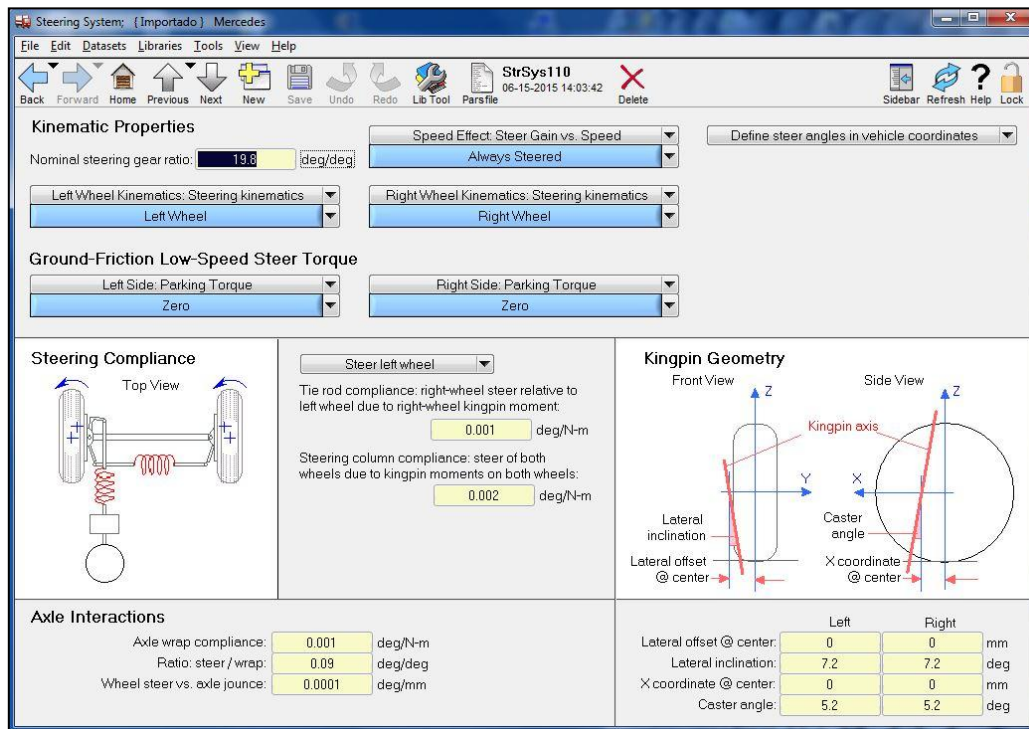 Steering System; { Importado } Mercedes
File Edit Datasets Libraries Tools View Help
Back Forward Home Previous Next New Save Undo Redo Lib Tool Parsfile
StrSys110
06-15-2015 14:03:42
Delete Sidebar Refresh Help Lock
Kinematic Properties
Speed Effect: Steer Gain vs. Speed
Define steer angles in vehicle coordinates
Always Steered
Nominal steering gear ratio: 19.8 deg/deg
Left Wheel Kinematics: Steering kinematics
Right Wheel Kinematics: Steering kinematics
Left Wheel
Right Wheel
Ground-Friction Low-Speed Steer Torque
Left Side: Parking Torque
Right Side: Parking Torque
Zero
Zero
Steering Compliance
Top View
Steer left wheel
Tie rod compliance: right-wheel steer relative to
left wheel due to right-wheel kingpin moment:
0.001 deg/N-m
Steering column compliance: steer of both
wheels due to kingpin moments on both wheels:
0.002 deg/N-m
Kingpin Geometry
Front View
Side View
Z
Z
Kingpin axis
Y
X
Lateral
inclination
Caster
angle
Lateral offset
@ center
X coordinate
@ center
Axle Interactions
Axle wrap compliance: 0.001 deg/N-m
Ratio: steer / wrap: 0.09 deg/deg
Wheel steer vs. axle jounce: 0.0001 deg/mm
Left Right
Lateral offset @ center: 0 0 mm
Lateral inclination: 7.2 7.2 deg
X coordinate @ center: 0 0 mm
Caster angle: 5.2 5.2 deg